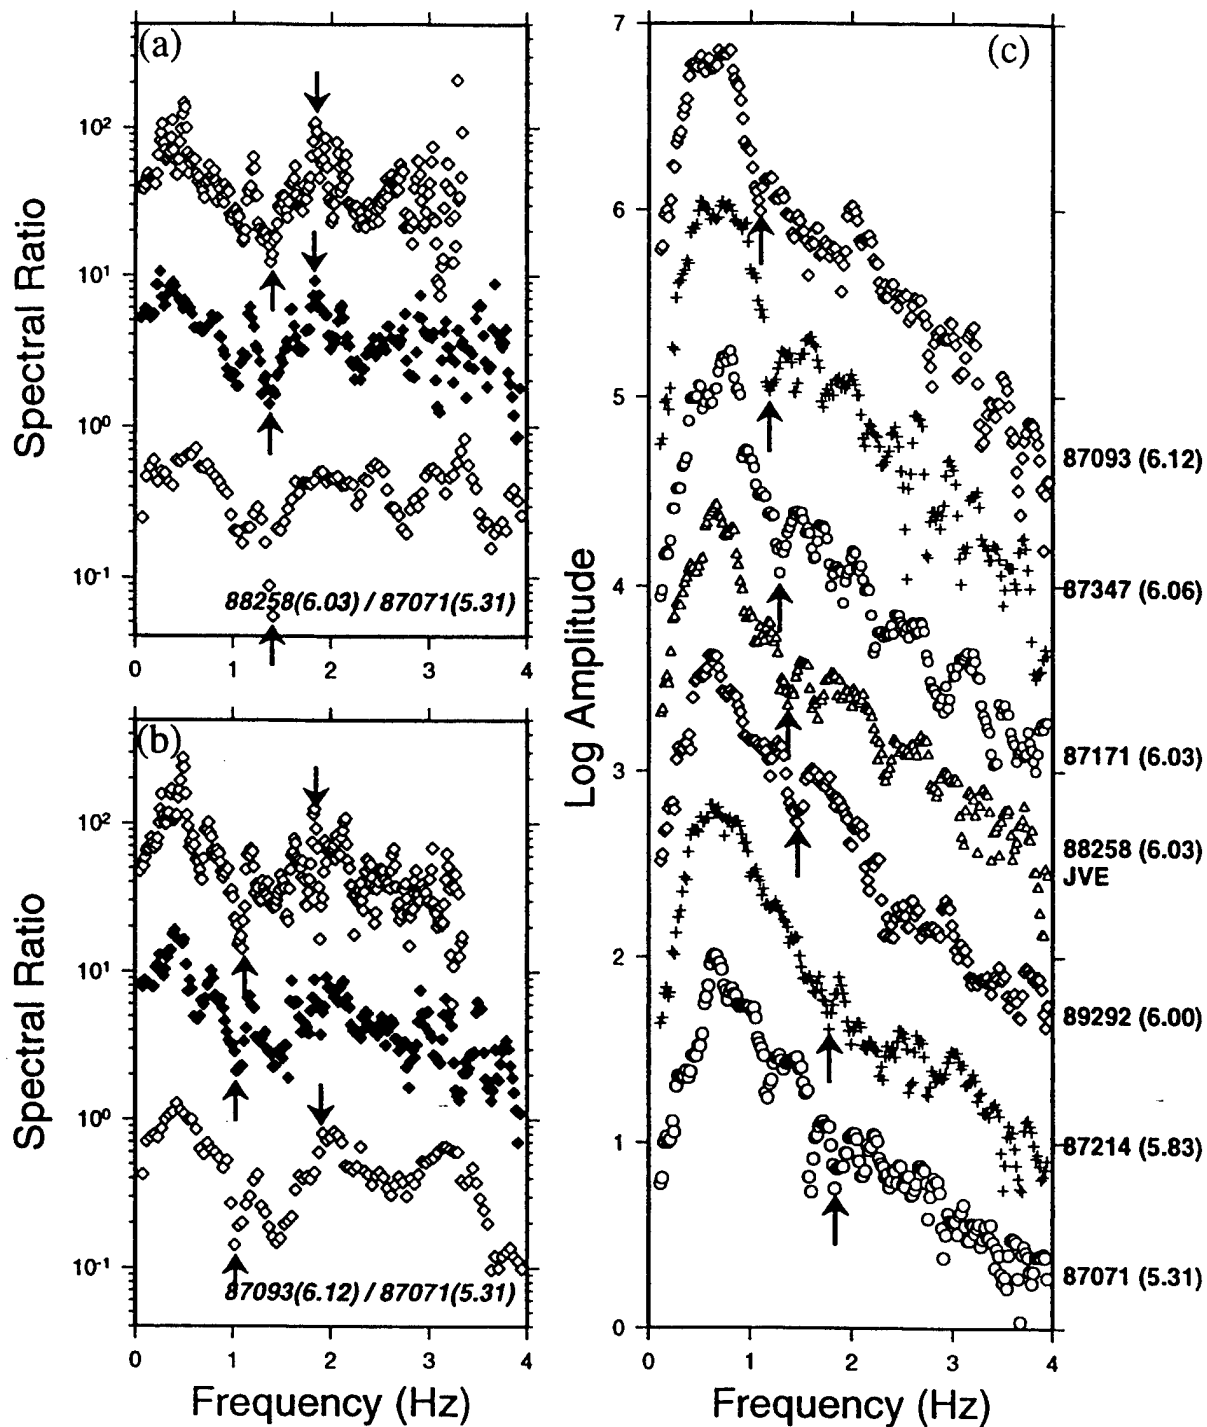 (a)
10²
10¹
10⁰
10⁻¹
Spectral Ratio
88258(6.03) / 87071(5.31)
0 1 2 3 4
(b)
10²
10¹
10⁰
10⁻¹
Spectral Ratio
87093(6.12) / 87071(5.31)
0 1 2 3 4
Frequency (Hz)
(c)
7
6
5
4
3
2
1
0
Log Amplitude
87093 (6.12)
87347 (6.06)
87171 (6.03)
88258 (6.03)
JVE
89292 (6.00)
87214 (5.83)
87071 (5.31)
0 1 2 3 4
Frequency (Hz)